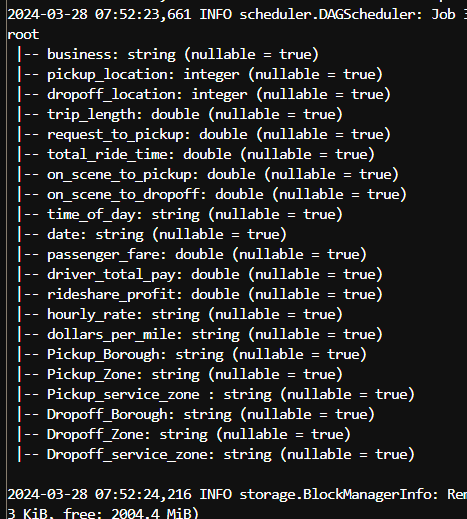 2024-03-28 07:52:23,661 INFO scheduler.DAGScheduler: Job 3
root
|-- business: string (nullable = true)
|-- pickup_location: integer (nullable = true)
|-- dropoff_location: integer (nullable = true)
|-- trip_length: double (nullable = true)
|-- request_to_pickup: double (nullable = true)
|-- total_ride_time: double (nullable = true)
|-- on_scene_to_pickup: double (nullable = true)
|-- on_scene_to_dropoff: double (nullable = true)
|-- time_of_day: string (nullable = true)
|-- date: string (nullable = true)
|-- passenger_fare: double (nullable = true)
|-- driver_total_pay: double (nullable = true)
|-- rideshare_profit: double (nullable = true)
|-- hourly_rate: string (nullable = true)
|-- dollars_per_mile: string (nullable = true)
|-- Pickup_Borough: string (nullable = true)
|-- Pickup_Zone: string (nullable = true)
|-- Pickup_service_zone : string (nullable = true)
|-- Dropoff_Borough: string (nullable = true)
|-- Dropoff_Zone: string (nullable = true)
|-- Dropoff_service_zone: string (nullable = true)
2024-03-28 07:52:24,216 INFO storage.BlockManagerInfo: Rem
3 KiB, free: 2004.4 MiB)